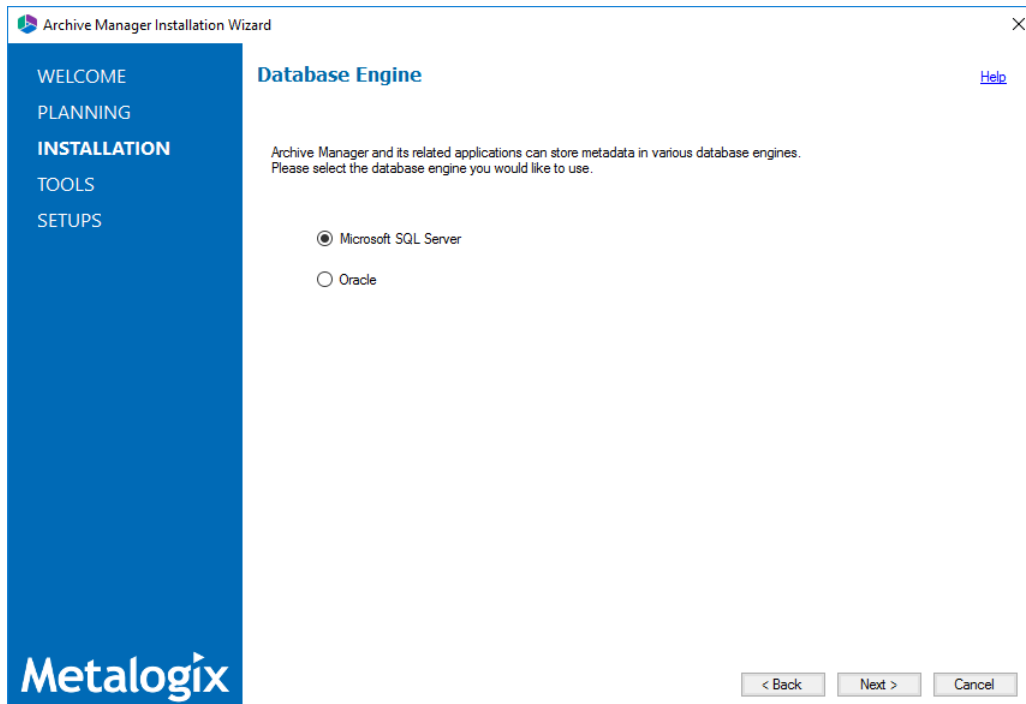 Archive Manager Installation Wizard
WELCOME
PLANNING
INSTALLATION
TOOLS
SETUPS
Database Engine
Help
Archive Manager and its related applications can store metadata in various database engines.
Please select the database engine you would like to use.
Microsoft SQL Server
Oracle
Metalogix
< Back
Next >
Cancel